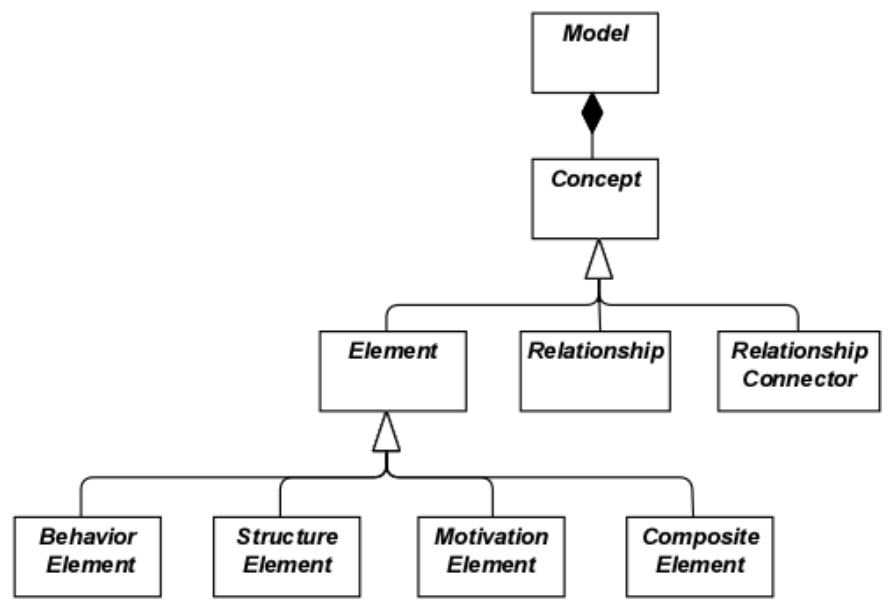 Model
Concept
Element
Relationship
Relationship
Connector
Behavior
Element
Structure
Element
Motivation
Element
Composite
Element